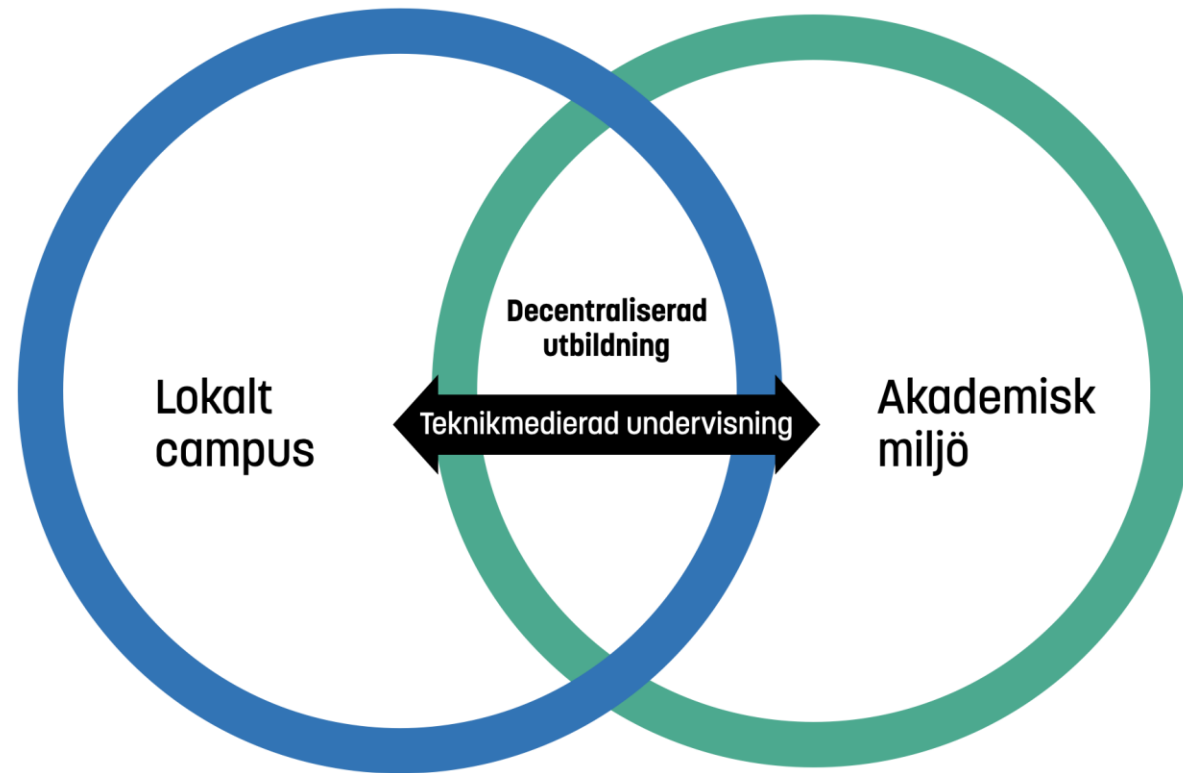 Decentraliserad
utbildning
Lokalt
campus
Teknikmedierad undervisning
Akademisk
miljö